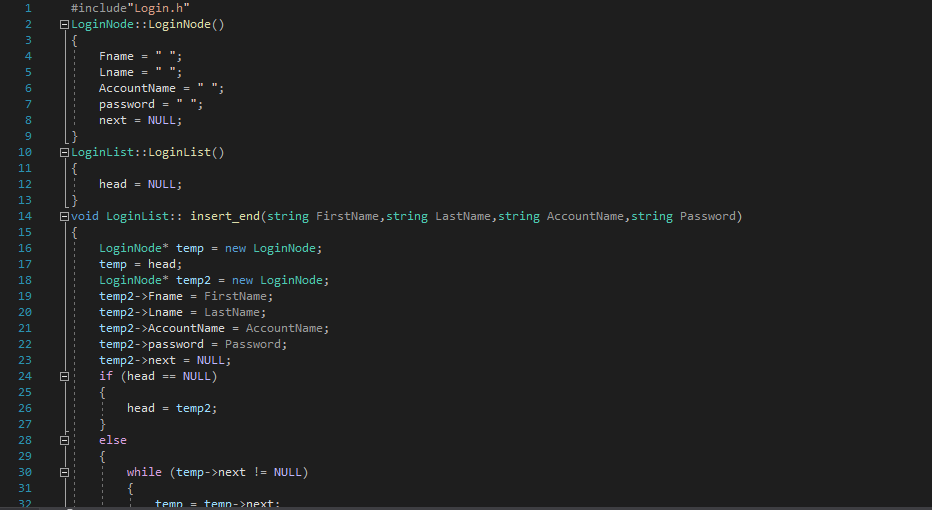 1 #include"Login.h"
2 LoginNode::LoginNode()
3 {
4 Fname = " ";
5 Lname = " ";
6 AccountName = " ";
7 password = " ";
8 next = NULL;
9 }
10 LoginList::LoginList()
11 {
12 head = NULL;
13 }
14 void LoginList:: insert_end(string FirstName,string LastName,string AccountName,string Password)
15 {
16 LoginNode* temp = new LoginNode;
17 temp = head;
18 LoginNode* temp2 = new LoginNode;
19 temp2->Fname = FirstName;
20 temp2->Lname = LastName;
21 temp2->AccountName = AccountName;
22 temp2->password = Password;
23 temp2->next = NULL;
24 if (head == NULL)
25 {
26 head = temp2;
27 }
28 else
29 {
30 while (temp->next != NULL)
31 {
32 temp = temp->next;